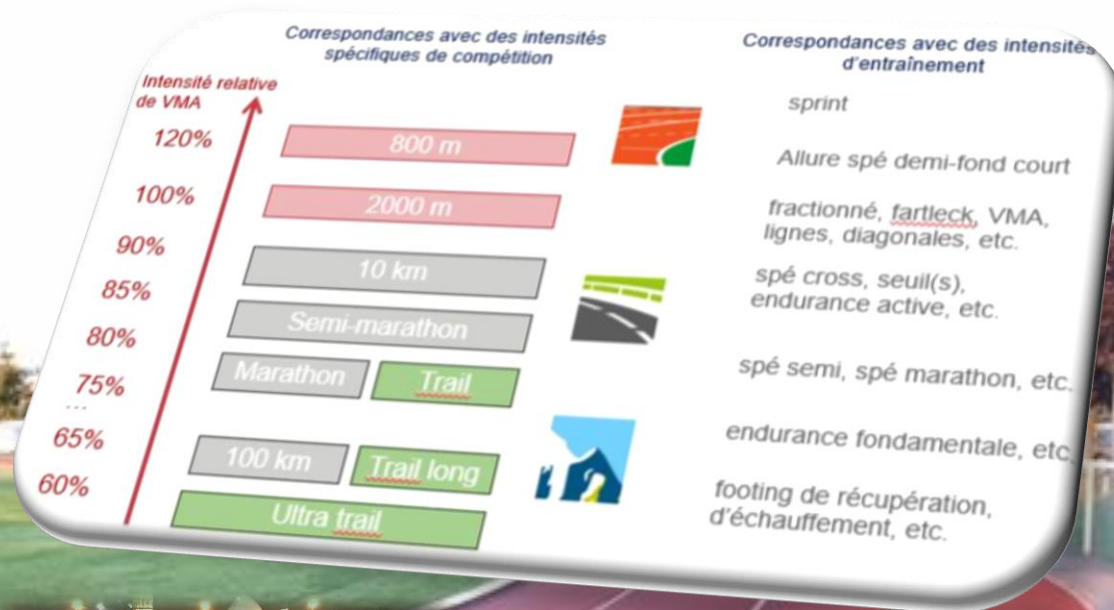 Correspondances avec des intensités
spécifiques de compétition
Correspondances avec des intensités
d'entraînement
Intensité relative
de VMA
120%
100%
90%
85%
80%
75%
...
65%
60%
800 m
2000 m
10 km
Semi-marathon
Marathon
Trail
100 km
Trail long
Ultra trail
sprint
Allure spé demi-fond court
fractionné, fartleck, VMA,
lignes, diagonales, etc.
spé cross, seuil(s),
endurance active, etc.
spé semi, spé marathon, etc.
endurance fondamentale, etc.
footing de récupération,
d'échauffement, etc.